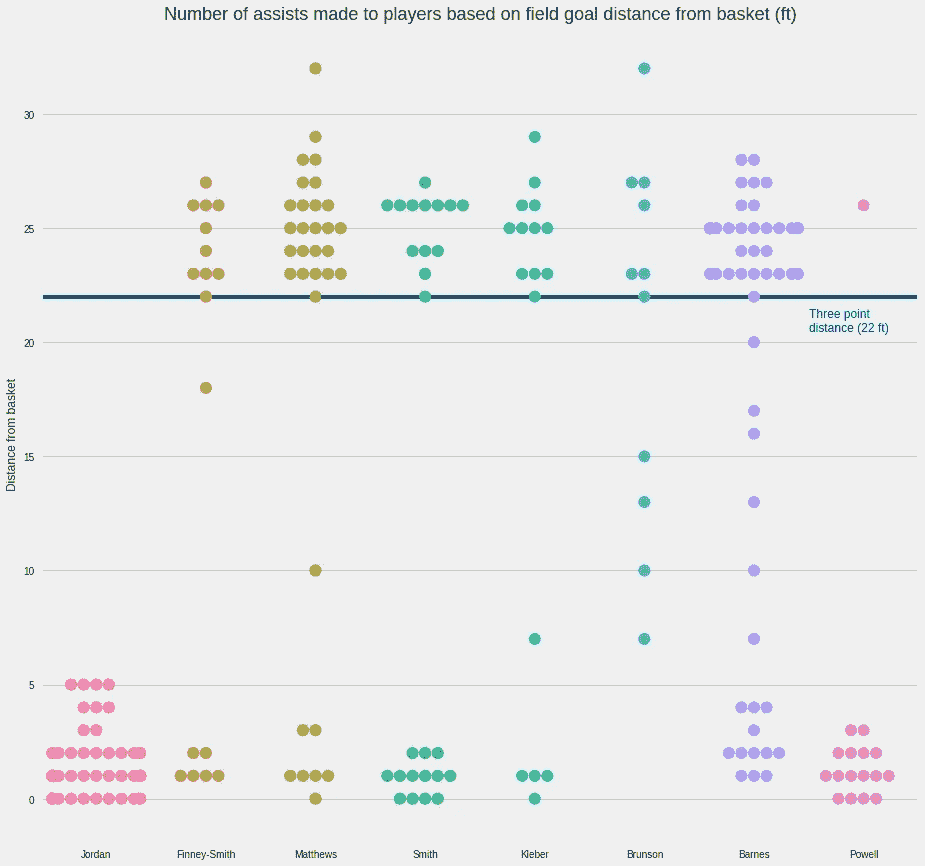 Number of assists made to players based on field goal distance from basket (ft)
30
25
Three point
distance (22 ft)
20
Distance from basket
15
10
5
0
Jordan Finney-Smith Matthews Smith Kleber Brunson Barnes Powell